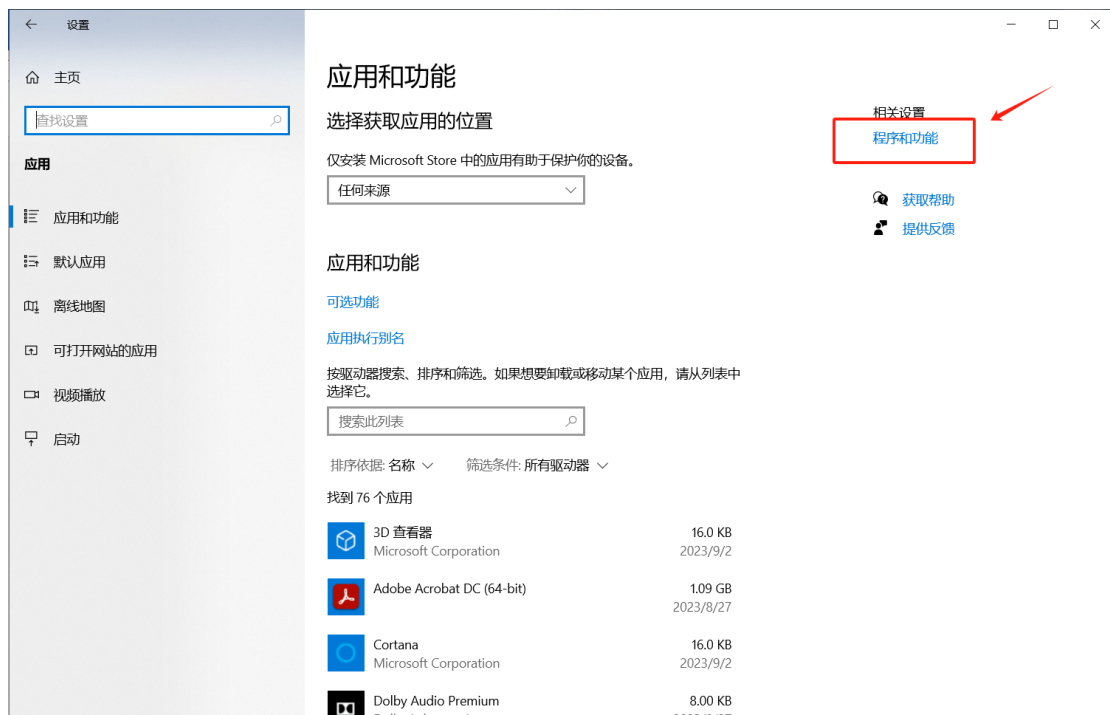 设置
主页
查找设置
应用
应用和功能
默认应用
离线地图
可打开网站的应用
视频播放
启动
应用和功能
选择获取应用的位置
仅安装 Microsoft Store 中的应用有助于保护你的设备。
任何来源
应用和功能
可选功能
应用执行别名
按驱动器搜索、排序和筛选。如果想要卸载或移动某个应用，请从列表中
选择它。
搜索此列表
排序依据: 名称 筛选条件: 所有驱动器
找到 76 个应用
3D 查看器 16.0 KB
Microsoft Corporation 2023/9/2
Adobe Acrobat DC (64-bit) 1.09 GB
2023/8/27
Cortana 16.0 KB
Microsoft Corporation 2023/9/2
Dolby Audio Premium 8.00 KB
相关设置
程序和功能
获取帮助
提供反馈